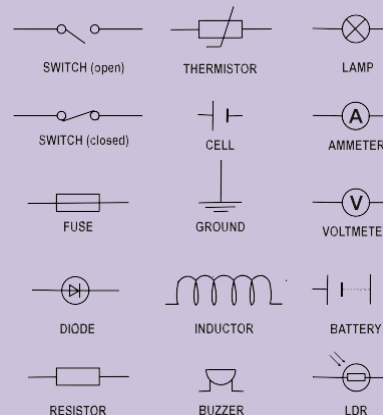 SWITCH (open) THERMISTOR LAMP
A
SWITCH (closed) CELL AMMETER
V
FUSE GROUND VOLTMETE
DIODE INDUCTOR BATTERY
RESISTOR BUZZER LDR